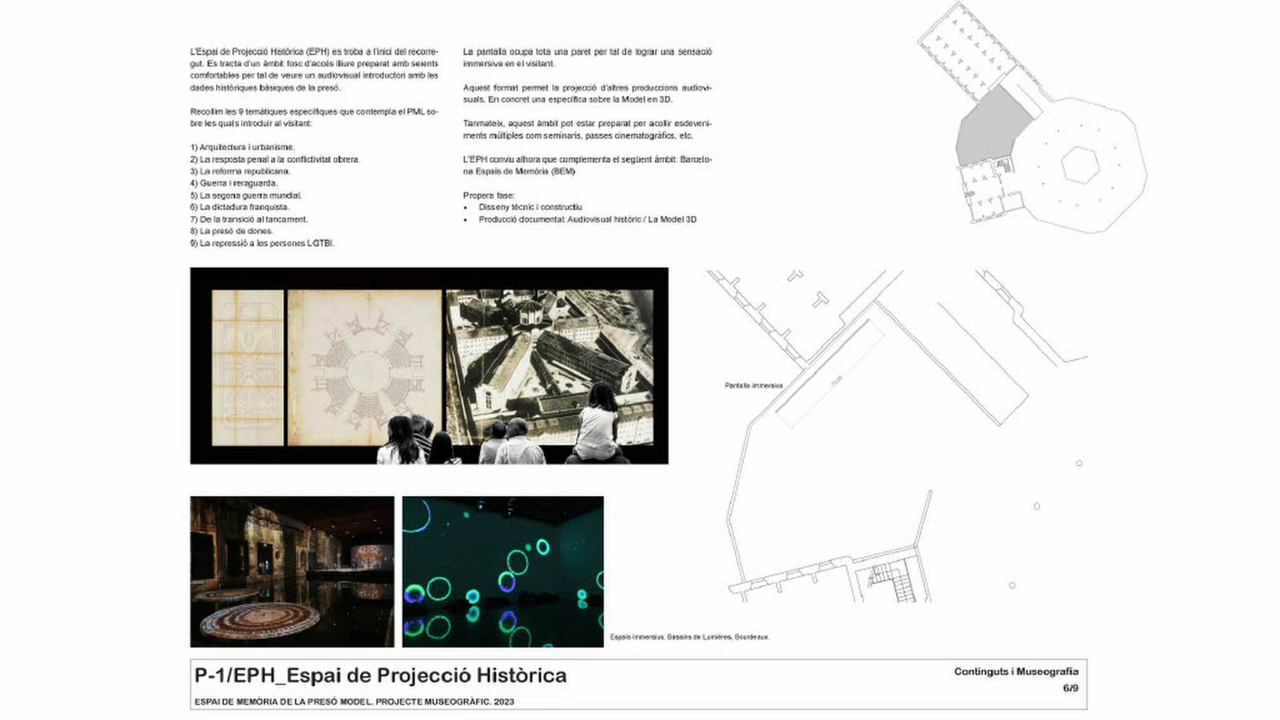 L'Espai de Projecció Històrica (EPH) es troba a l'inici del recorre-
gut. Es tracta d'un àmbit fosc d'accés lliure preparat amb seients
confortables per tal de veure un audiovisual introductori amb les
dades històriques bàsiques de la presó.
Recollim les 9 temàtiques específiques que contempla el PML so-
bre les quals introduir al visitant:
1) Arquitectura i urbanisme.
2) La resposta penal a la conflictivitat obrera.
3) La reforma republicana.
4) Guerra i reraguarda.
5) La segona guerra mundial.
6) La dictadura franquista.
7) De la transició al tancament.
8) La presó de dones.
9) La repressió a les persones LGTBI.
La pantalla ocupa tota una paret per tal de lograr una sensació
immersiva en el visitant.
Aquest format permet la projecció d'altres produccions audiovi-
suals. En concret una específica sobre la Model en 3D.
Tanmateix, aquest àmbit pot estar preparat per acollir esdeveni-
ments múltiples com seminaris, passes cinematogràfics, etc.
L'EPH conviu alhora que complementa el següent àmbit: Barcelo-
na Espais de Memòria (BEM)
Propera fase:
• Disseny tècnic i constructiu
• Producció documental: Audiovisual històric / La Model 3D
Pantalla immersiva
Espais immersius. Bassins de Lumières, Bourdeaux.
P-1/EPH_Espai de Projecció Històrica
ESPAI DE MEMÒRIA DE LA PRESÓ MODEL. PROJECTE MUSEOGRÀFIC. 2023
Continguts i Museografia
6/9